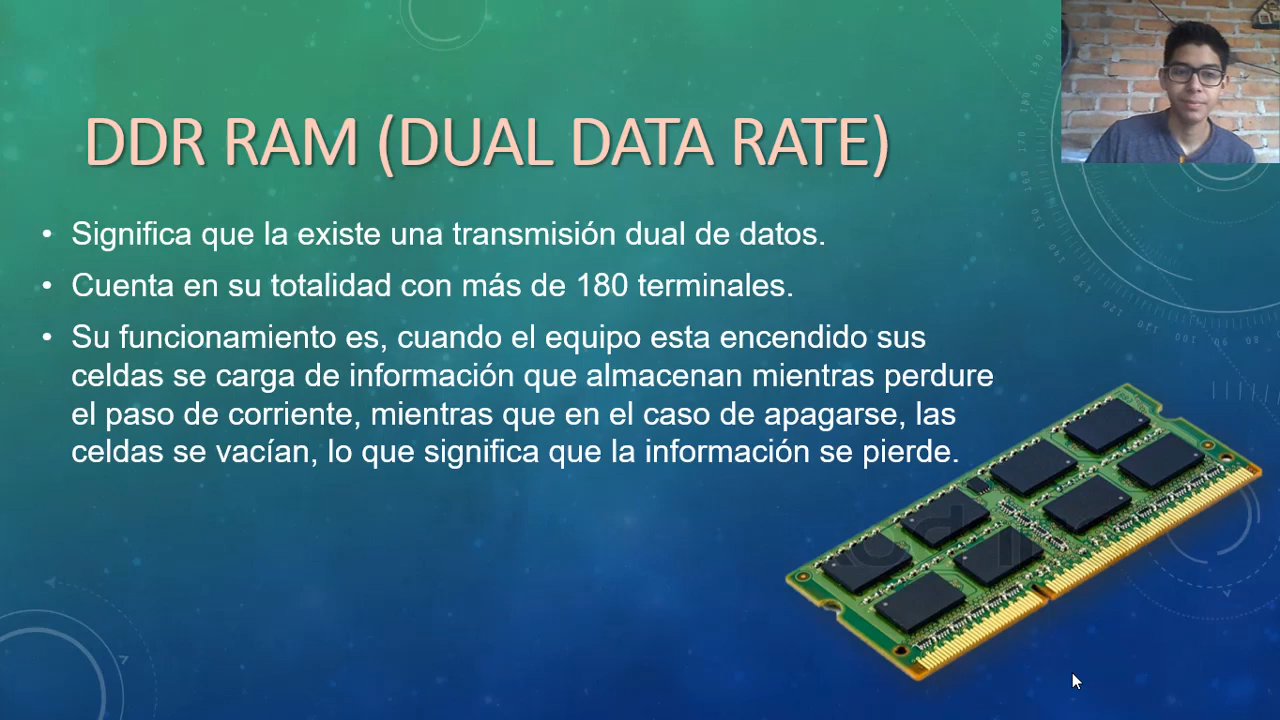 DDR RAM (DUAL DATA RATE)
• Significa que la existe una transmisión dual de datos.
• Cuenta en su totalidad con más de 180 terminales.
• Su funcionamiento es, cuando el equipo esta encendido sus
celdas se carga de información que almacenan mientras perdure
el paso de corriente, mientras que en el caso de apagarse, las
celdas se vacían, lo que significa que la información se pierde.